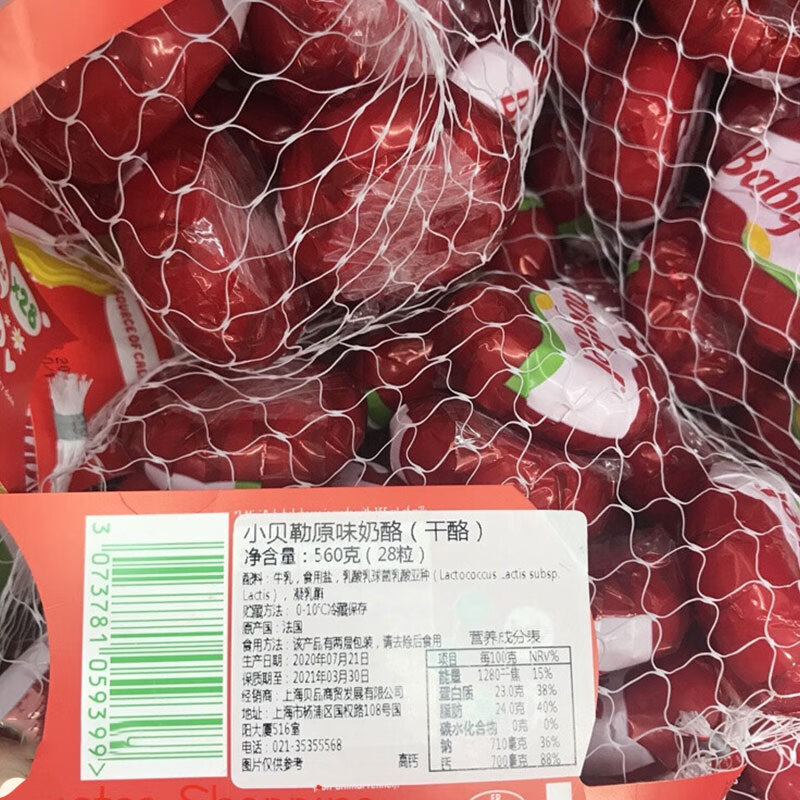 Baby
x28
SOURCE OF CAL
小贝勒原味奶酪（干酪）
净含量：560克（28粒）
配料：牛乳，食用盐，乳酸乳球菌乳酸亚种（Lactococcus Lactis subsp.
Lactis），凝乳酶
贮藏方法：0-10℃冷藏保存
原产国：法国
食用方法：该产品有两层包装，请去除后食用
生产日期：2020年07月21日
保质期至：2021年03月30日
经销商：上海贝品商贸发展有限公司
地址：上海市杨浦区国权路108号国
阳大厦516室
电话：021-35355568
图片仅供参考
高钙
营养成分表
项目 每100克 NRV%
能量 1280千焦 15%
蛋白质 23.0克 38%
脂肪 24.0克 40%
碳水化合物 0克 0%
钠 710毫克 36%
钙 700毫克 88%
3 073781 059399 >